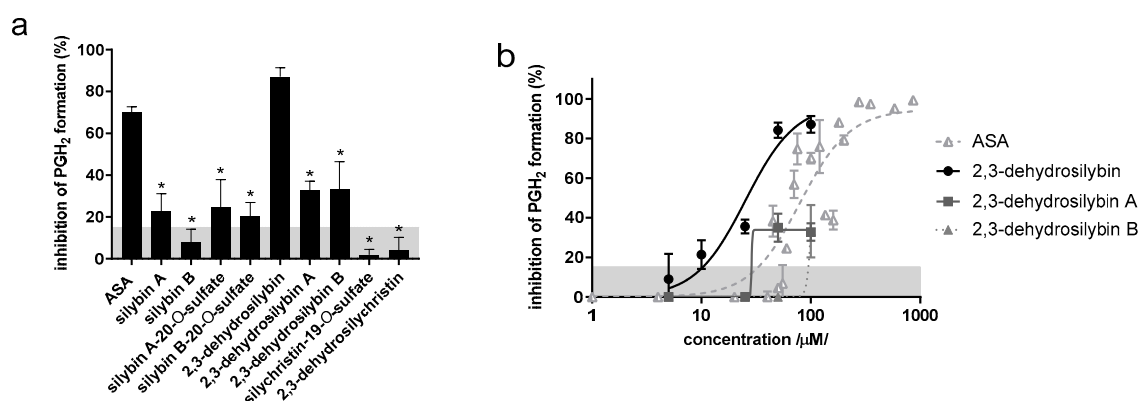 a
inhibition of PGH2 formation (%)
100
80
60
40
20
0
*
*
*
*
*
*
*
*
ASA
silybin A
silybin B
silybin A-20-O-sulfate
silybin B-20-O-sulfate
2,3-dehydrosilybin
2,3-dehydrosilybin A
2,3-dehydrosilybin B
silychristin-19-O-sulfate
2,3-dehydrosilychristin
b
inhibition of PGH2 formation (%)
100
80
60
40
20
0
1
10
100
1000
concentration /µM/
ASA
2,3-dehydrosilybin
2,3-dehydrosilybin A
2,3-dehydrosilybin B